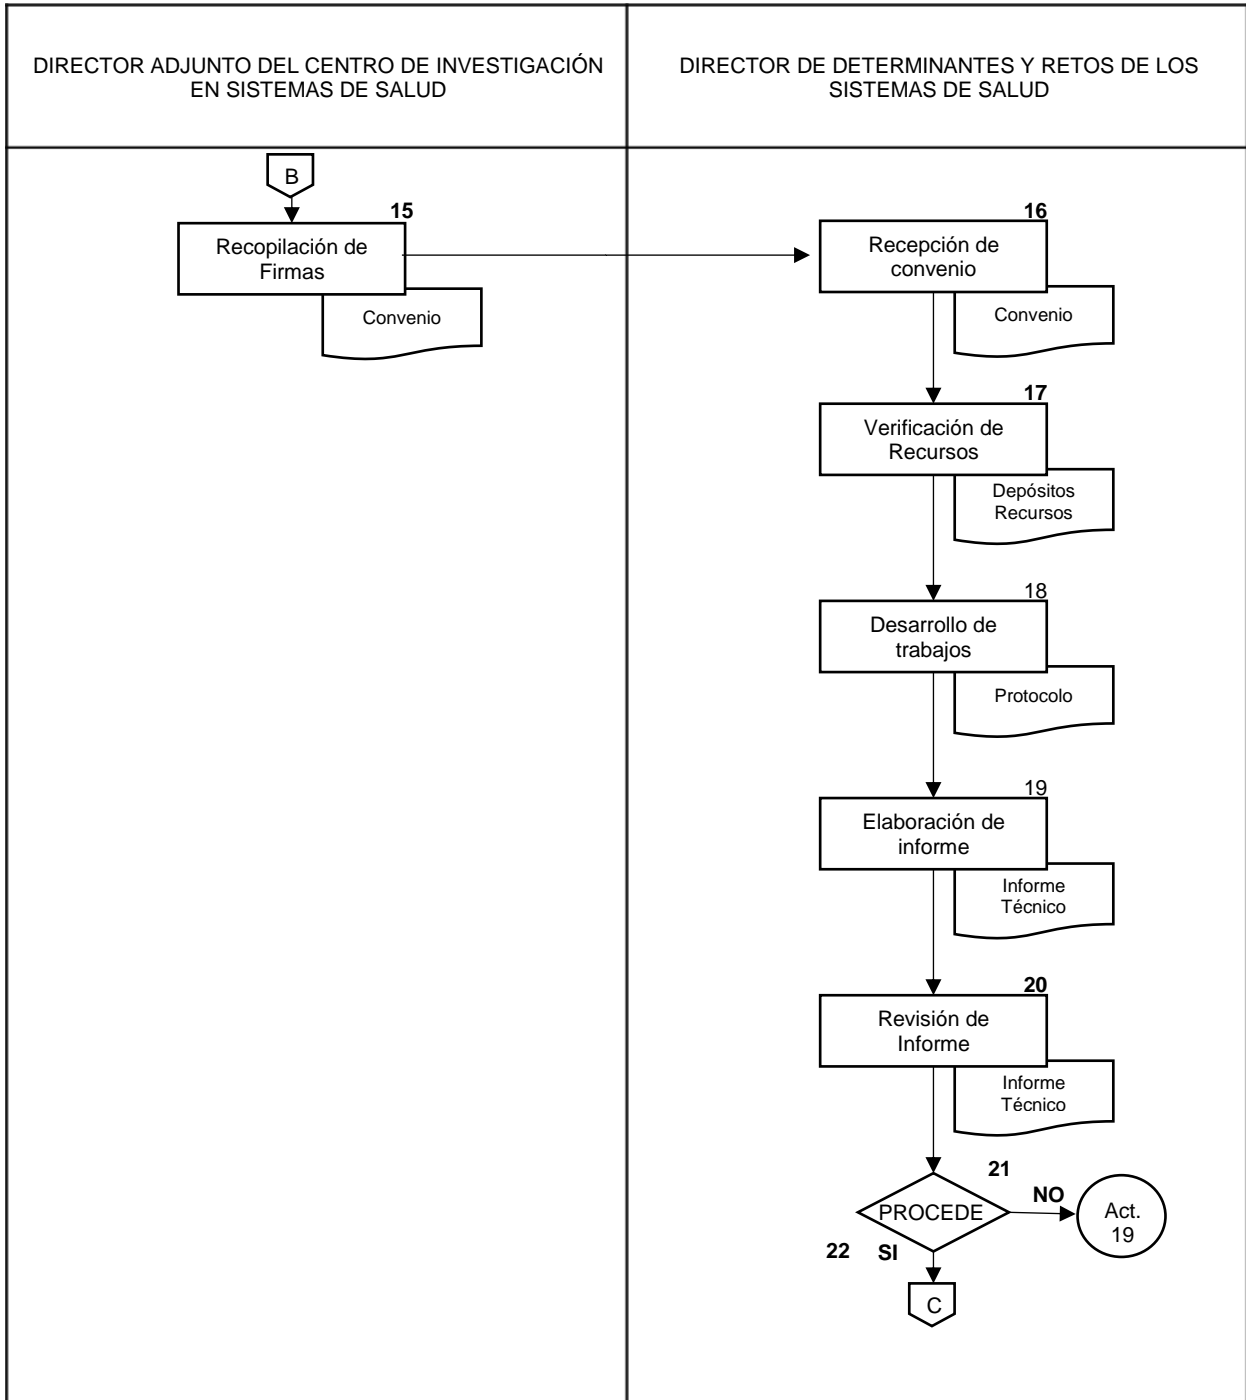 DIRECTOR ADJUNTO DEL CENTRO DE INVESTIGACIÓN
EN SISTEMAS DE SALUD
DIRECTOR DE DETERMINANTES Y RETOS DE LOS
SISTEMAS DE SALUD
B
15
Recopilación de
Firmas
Convenio
16
Recepción de
convenio
Convenio
17
Verificación de
Recursos
Depósitos
Recursos
18
Desarrollo de
trabajos
Protocolo
19
Elaboración de
informe
Informe
Técnico
20
Revisión de
Informe
Informe
Técnico
21
PROCEDE
NO
Act.
19
22
SI
C